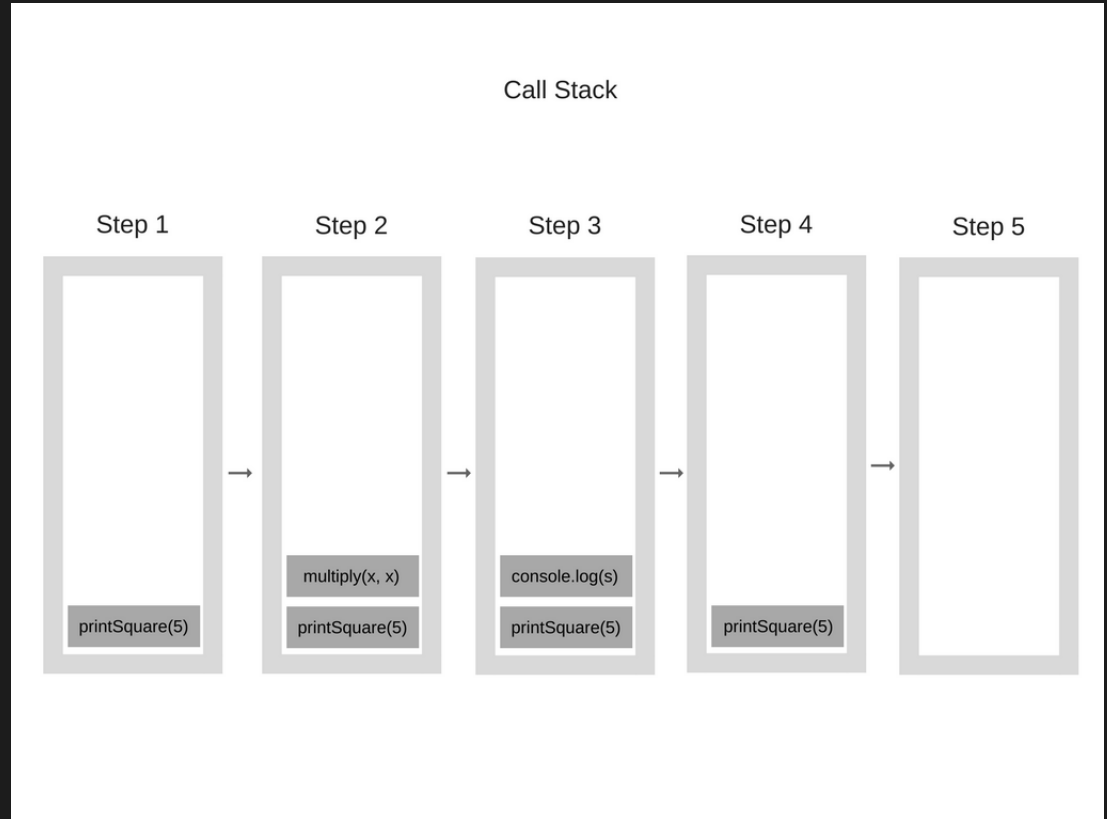 Call Stack
Step 1
Step 2
Step 3
Step 4
Step 5
printSquare(5)
multiply(x, x)
printSquare(5)
console.log(s)
printSquare(5)
printSquare(5)